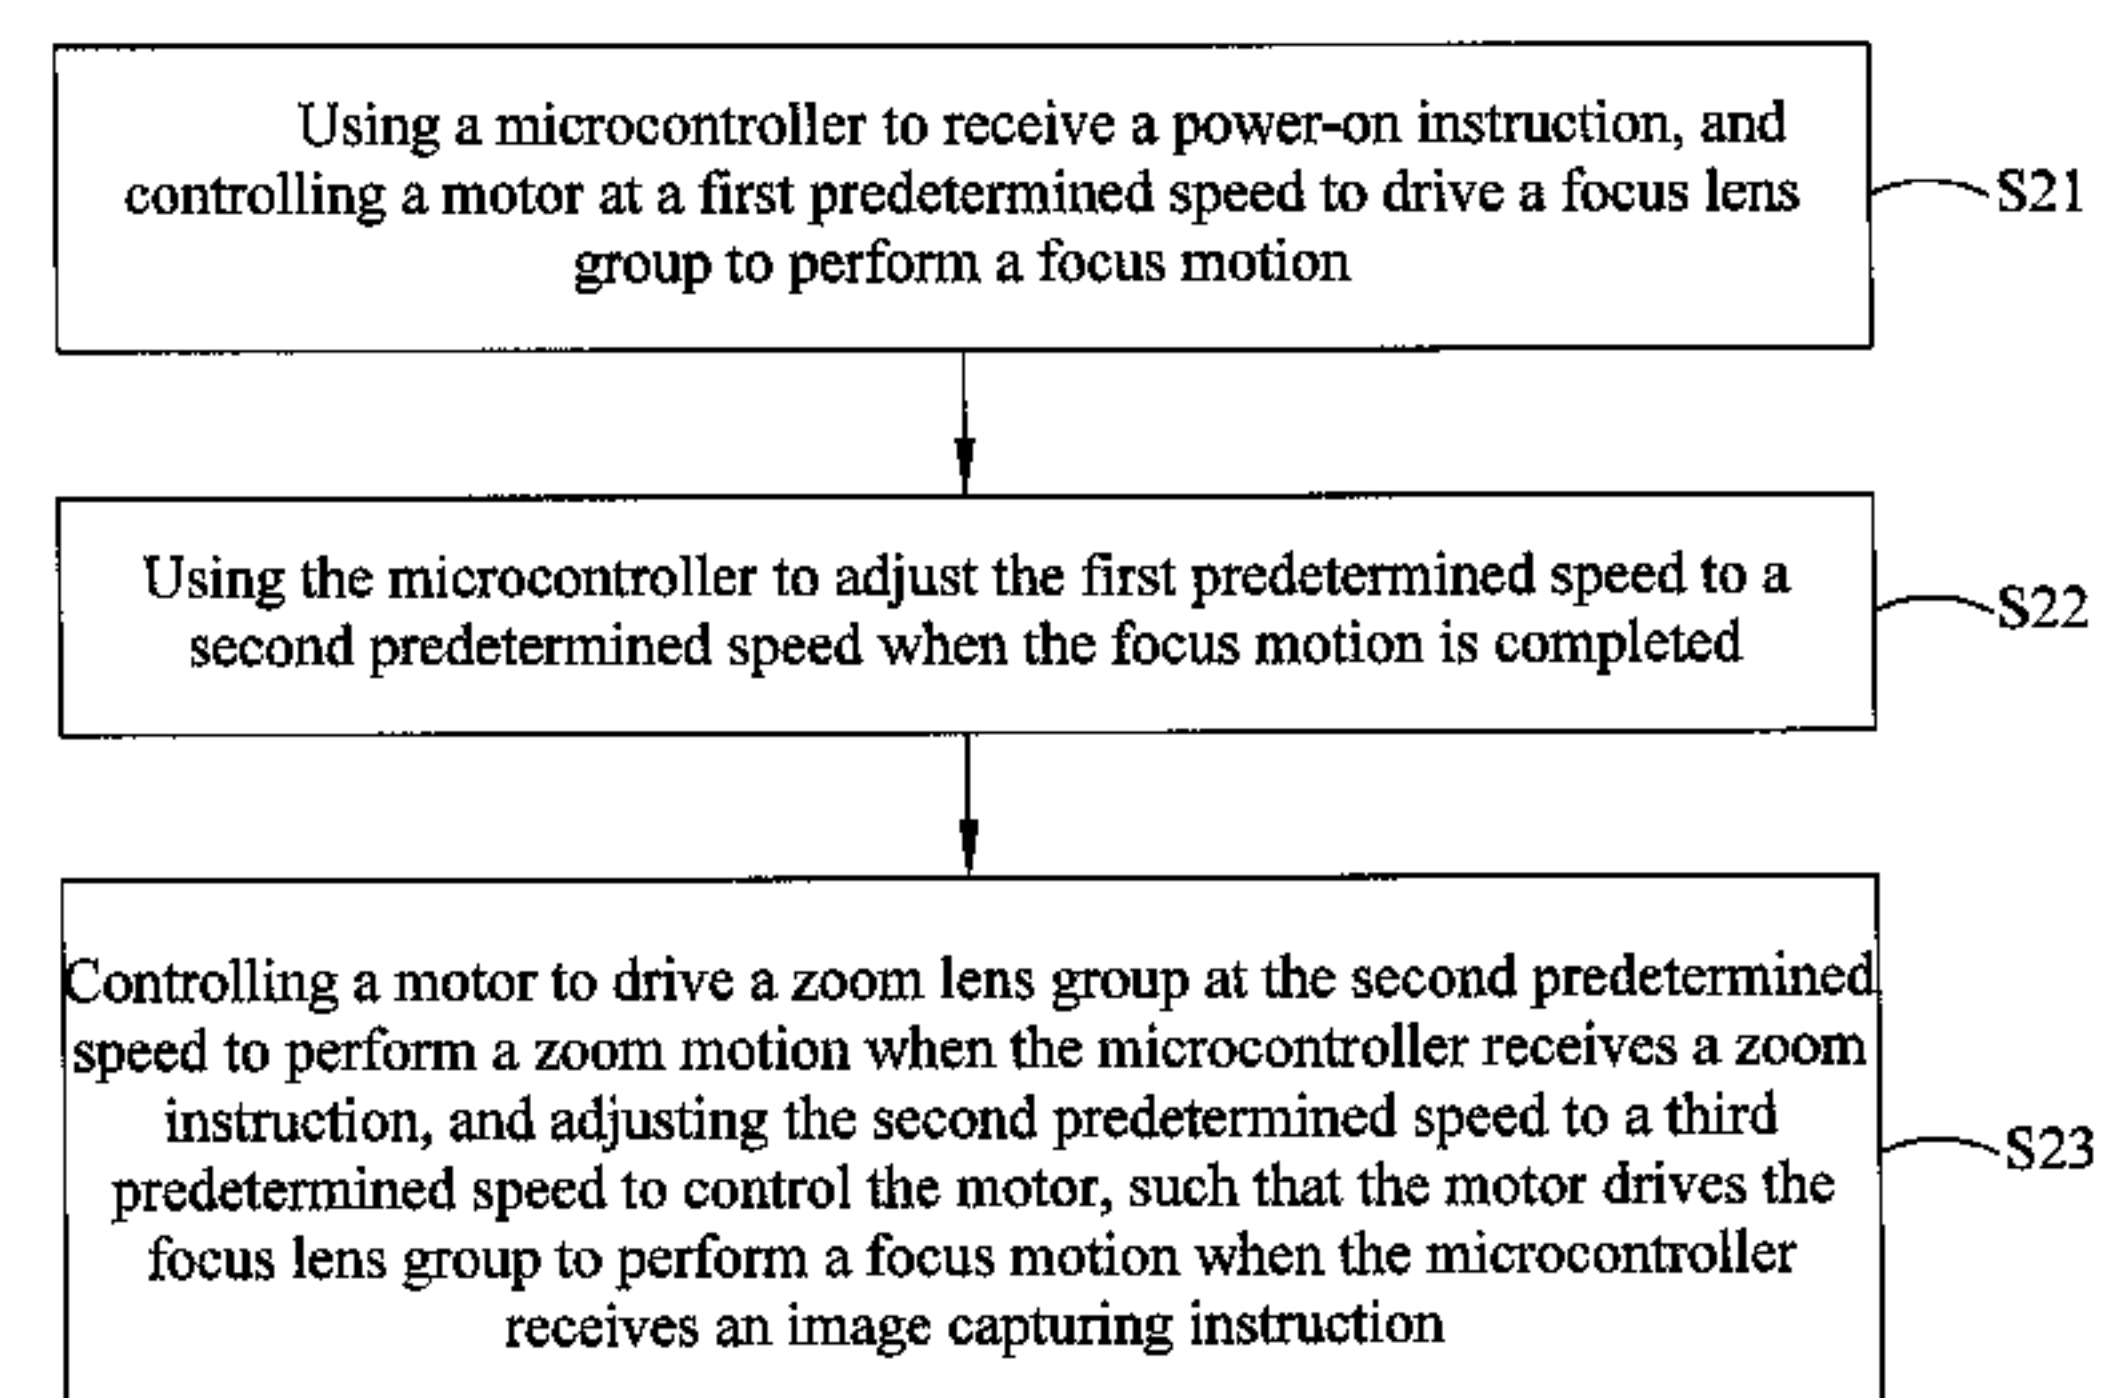 Using a microcontroller to receive a power-on instruction, and
controlling a motor at a first predetermined speed to drive a focus lens
group to perform a focus motion
S21
Using the microcontroller to adjust the first predetermined speed to a
second predetermined speed when the focus motion is completed
S22
Controlling a motor to drive a zoom lens group at the second predetermined
speed to perform a zoom motion when the microcontroller receives a zoom
instruction, and adjusting the second predetermined speed to a third
predetermined speed to control the motor, such that the motor drives the
focus lens group to perform a focus motion when the microcontroller
receives an image capturing instruction
S23